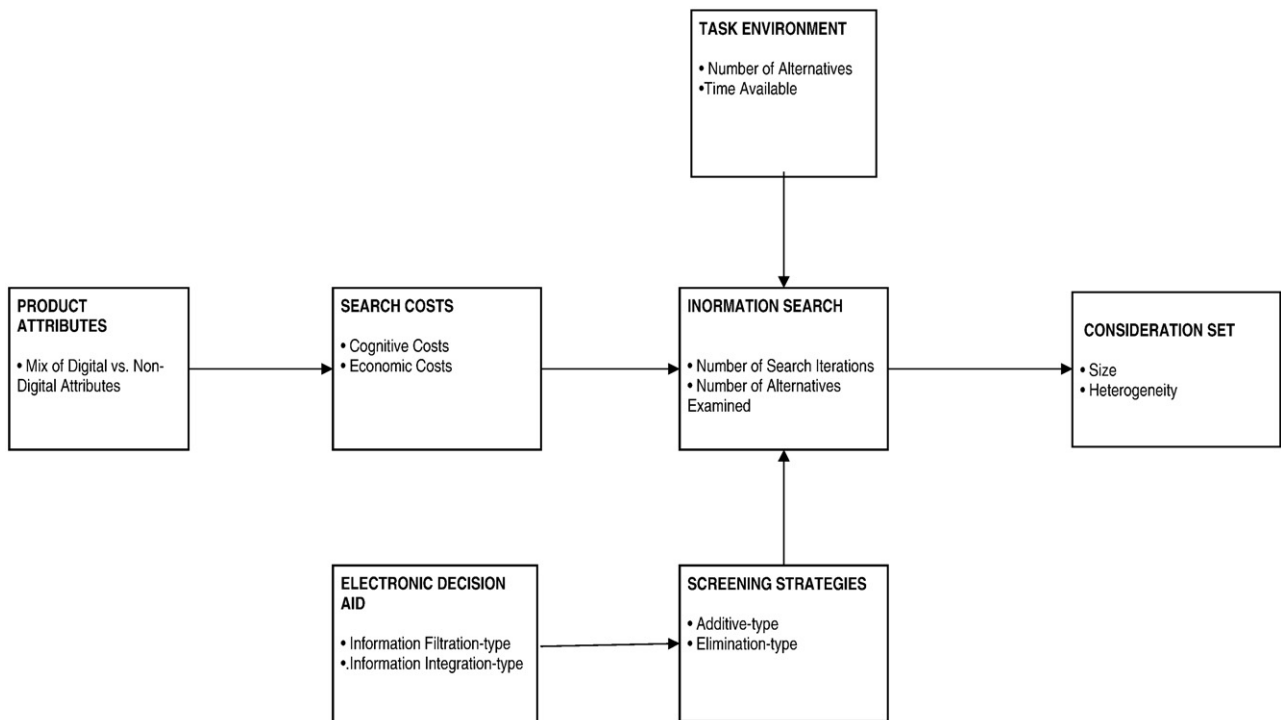 TASK ENVIRONMENT
• Number of Alternatives
•Time Available
PRODUCT
ATTRIBUTES
• Mix of Digital vs. Non-
Digital Attributes
SEARCH COSTS
• Cognitive Costs
• Economic Costs
INORMATION SEARCH
• Number of Search Iterations
• Number of Alternatives
Examined
CONSIDERATION SET
• Size
• Heterogeneity
ELECTRONIC DECISION
AID
• Information Filtration-type
•.Information Integration-type
SCREENING STRATEGIES
• Additive-type
• Elimination-type